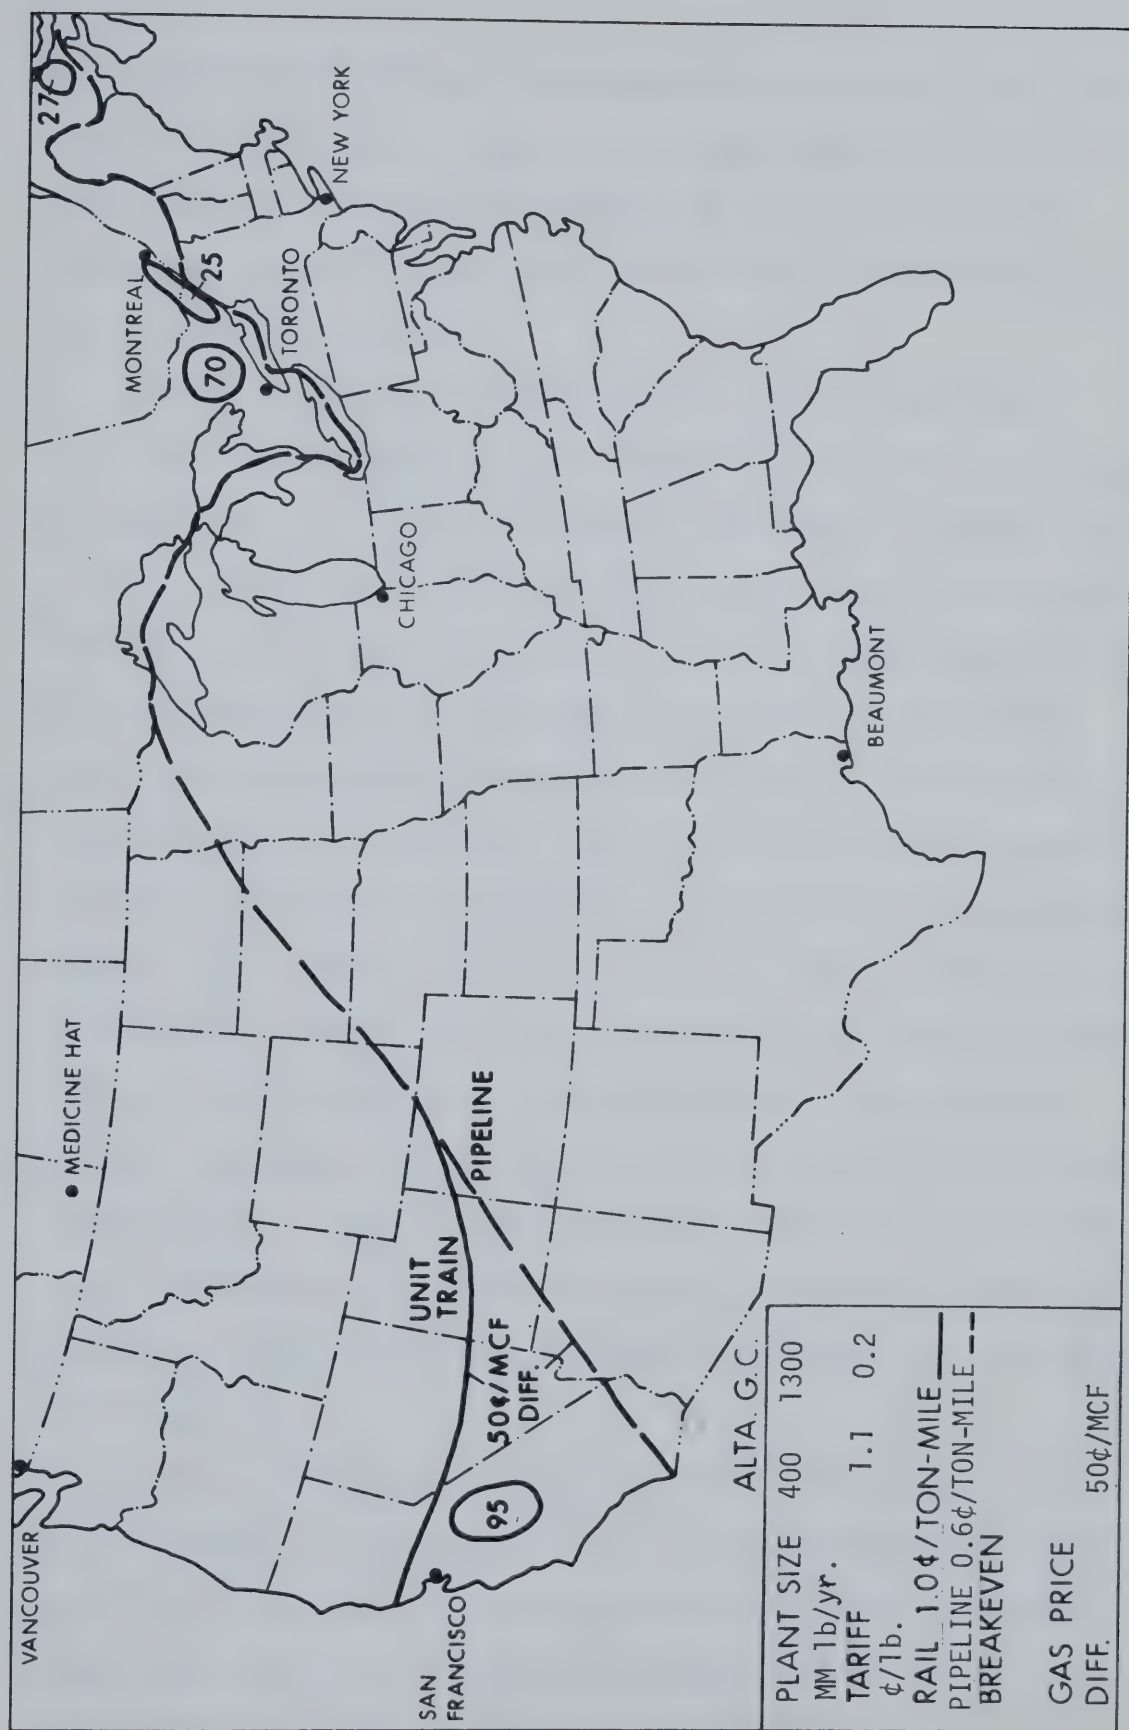 VANCOUVER
MEDICINE HAT
MONTREAL
27
70
25
TORONTO
NEW YORK
CHICAGO
SAN
FRANCISCO
95
UNIT
TRAIN
50¢/MCF
DIFF.
PIPELINE
BEAUMONT
ALTA. G.C.
PLANT SIZE 400 1300
MM lb/yr.
TARIFF 1.1 0.2
¢/lb.
RAIL 1.0¢/TON-MILE
PIPELINE 0.6¢/TON-MILE
BREAKEVEN
GAS PRICE
DIFF. 50¢/MCF